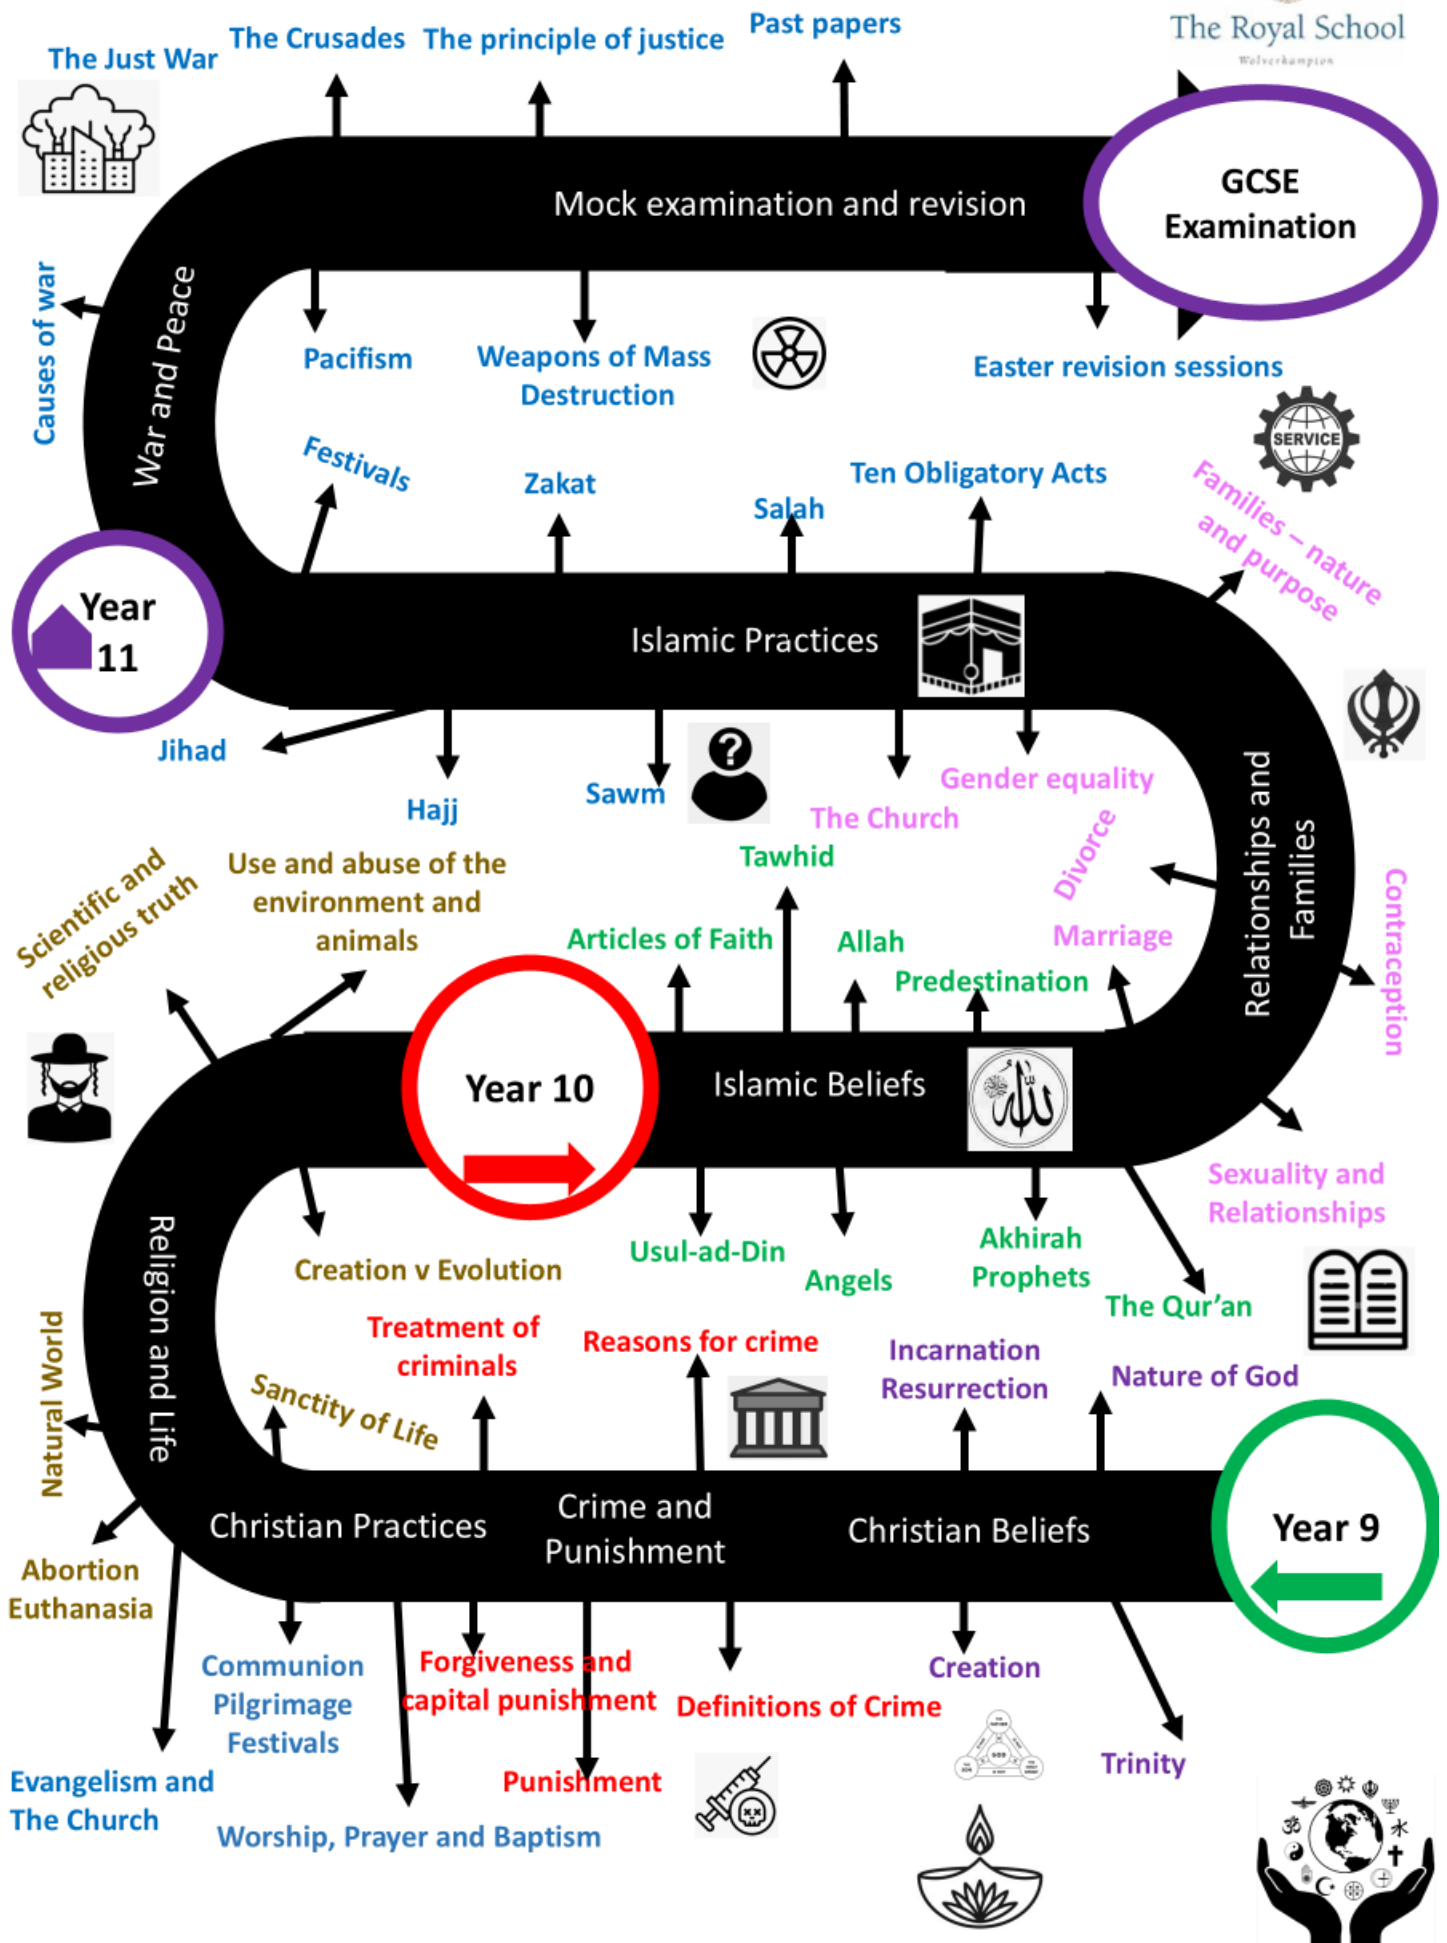 The Royal School
Wolverhampton
The Just War
The Crusades
The principle of justice
Past papers
Mock examination and revision
GCSE
Examination
Causes of war
War and Peace
Pacifism
Weapons of Mass
Destruction
Easter revision sessions
SERVICE
Festivals
Zakat
Salah
Ten Obligatory Acts
Families – nature
and purpose
Year
11
Islamic Practices
Jihad
Hajj
Sawm
?
The Church
Gender equality
Divorce
Marriage
Relationships and
Families
Contraception
Sexuality and
Relationships
Scientific and
religious truth
Use and abuse of the
environment and
animals
Articles of Faith
Tawhid
Allah
Predestination
Year 10
Islamic Beliefs
الله
Usul-ad-Din
Angels
Akhirah
Prophets
The Qur’an
Creation v Evolution
Religion and Life
Natural World
Sanctity of Life
Treatment of
criminals
Reasons for crime
Incarnation
Resurrection
Nature of God
Christian Practices
Crime and
Punishment
Christian Beliefs
Year 9
Abortion
Euthanasia
Evangelism and
The Church
Communion
Pilgrimage
Festivals
Worship, Prayer and Baptism
Forgiveness and
capital punishment
Punishment
Definitions of Crime
Creation
GOD
Trinity
ॐ